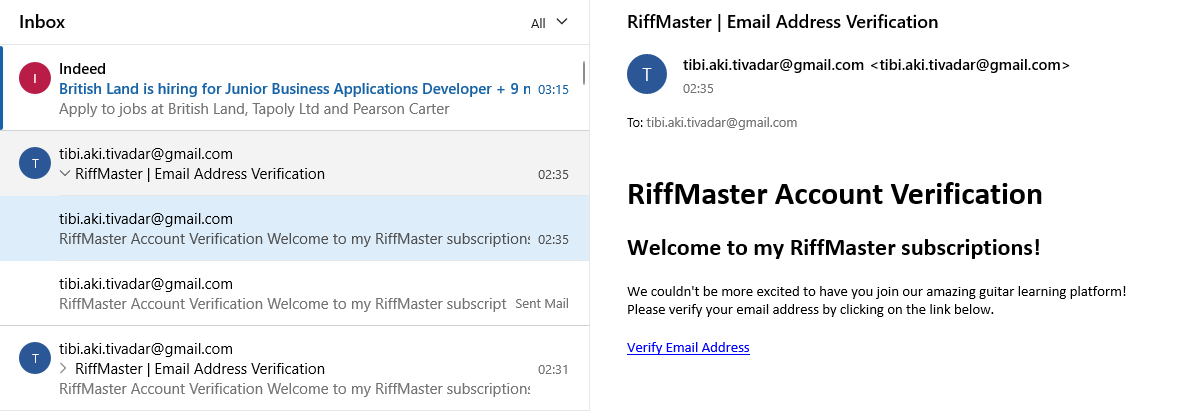 Inbox
All
I
Indeed
British Land is hiring for Junior Business Applications Developer + 9 n 03:15
Apply to jobs at British Land, Tapoly Ltd and Pearson Carter
T
tibi.aki.tivadar@gmail.com
RiffMaster | Email Address Verification 02:35
tibi.aki.tivadar@gmail.com
RiffMaster Account Verification Welcome to my RiffMaster subscriptions 02:35
tibi.aki.tivadar@gmail.com
RiffMaster Account Verification Welcome to my RiffMaster subscript Sent Mail
T
tibi.aki.tivadar@gmail.com
RiffMaster | Email Address Verification 02:31
RiffMaster Account Verification Welcome to my RiffMaster subscriptions
RiffMaster | Email Address Verification
T
tibi.aki.tivadar@gmail.com <tibi.aki.tivadar@gmail.com>
02:35
To: tibi.aki.tivadar@gmail.com
RiffMaster Account Verification
Welcome to my RiffMaster subscriptions!
We couldn't be more excited to have you join our amazing guitar learning platform!
Please verify your email address by clicking on the link below.
Verify Email Address